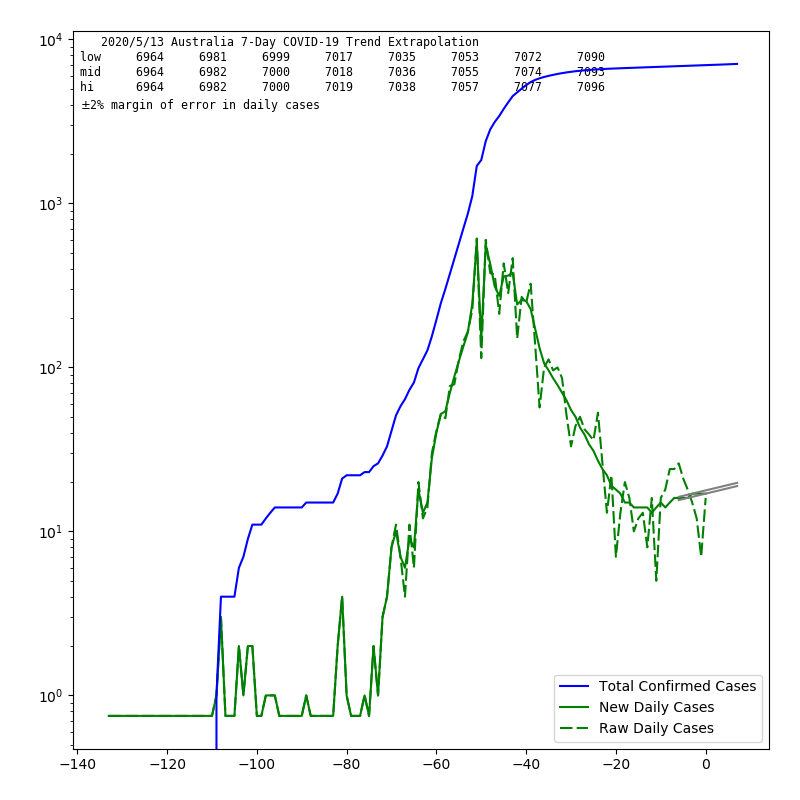 2020/5/13 Australia 7-Day COVID-19 Trend Extrapolation
low 6964 6981 6999 7017 7035 7053 7072 7090
mid 6964 6982 7000 7018 7036 7055 7074 7093
hi 6964 6982 7000 7019 7038 7057 7077 7096
±2% margin of error in daily cases
10⁴
10³
10²
10¹
10⁰
Total Confirmed Cases
New Daily Cases
Raw Daily Cases
−140 −120 −100 −80 −60 −40 −20 0